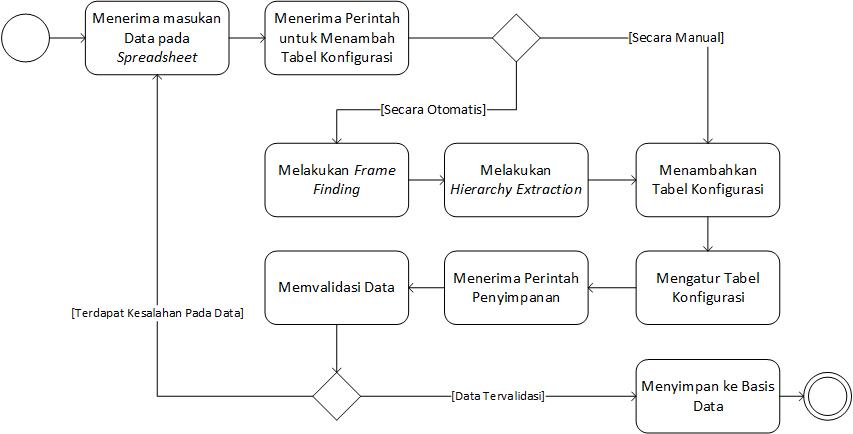 Menerima masukan
Data pada
Spreadsheet
Menerima Perintah
untuk Menambah
Tabel Konfigurasi
[Secara Manual]
[Secara Otomatis]
Melakukan Frame
Finding
Melakukan
Hierarchy Extraction
Menambahkan
Tabel Konfigurasi
Memvalidasi Data
Menerima Perintah
Penyimpanan
Mengatur Tabel
Konfigurasi
[Terdapat Kesalahan Pada Data]
[Data Tervalidasi]
Menyimpan ke Basis
Data